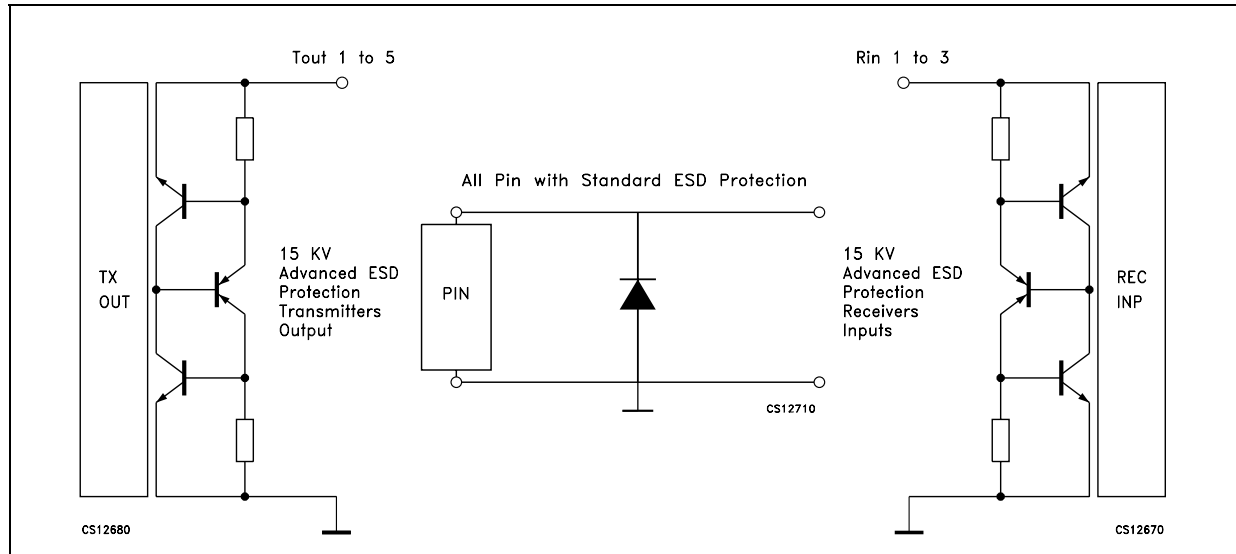 Tout 1 to 5
TX
OUT
15 KV
Advanced ESD
Protection
Transmitters
Output
CS12680
All Pin with Standard ESD Protection
PIN
CS12710
Rin 1 to 3
15 KV
Advanced ESD
Protection
Receivers
Inputs
REC
INP
CS12670